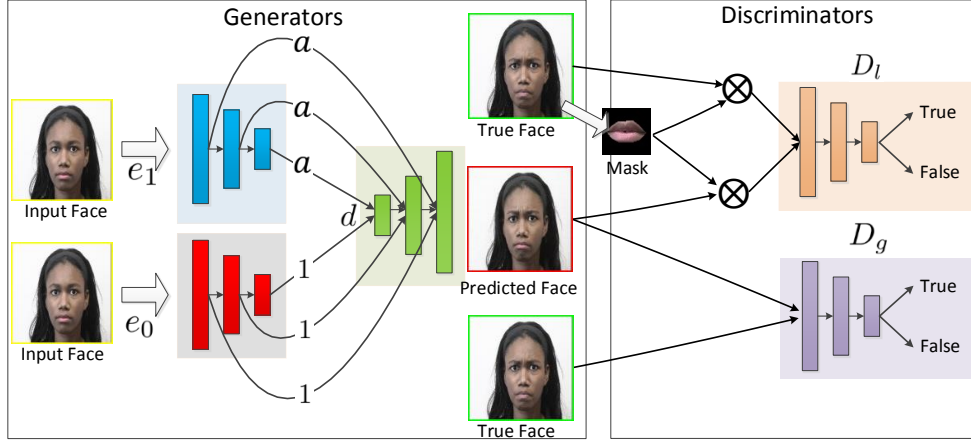 Generators
Discriminators
a
a
a
e1
Input Face
d
True Face
Mask
Dl
True
False
e0
Input Face
1
1
1
Predicted Face
Dg
True
False
True Face